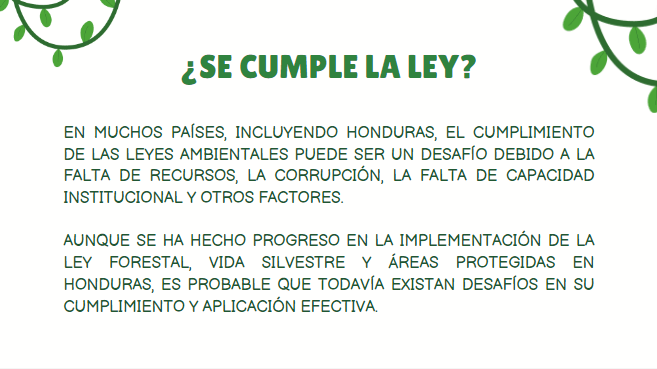 ¿SE CUMPLE LA LEY?
EN MUCHOS PAÍSES, INCLUYENDO HONDURAS, EL CUMPLIMIENTO
DE LAS LEYES AMBIENTALES PUEDE SER UN DESAFÍO DEBIDO A LA
FALTA DE RECURSOS, LA CORRUPCIÓN, LA FALTA DE CAPACIDAD
INSTITUCIONAL Y OTROS FACTORES.
AUNQUE SE HA HECHO PROGRESO EN LA IMPLEMENTACIÓN DE LA
LEY FORESTAL, VIDA SILVESTRE Y ÁREAS PROTEGIDAS EN
HONDURAS, ES PROBABLE QUE TODAVÍA EXISTAN DESAFÍOS EN SU
CUMPLIMIENTO Y APLICACIÓN EFECTIVA.